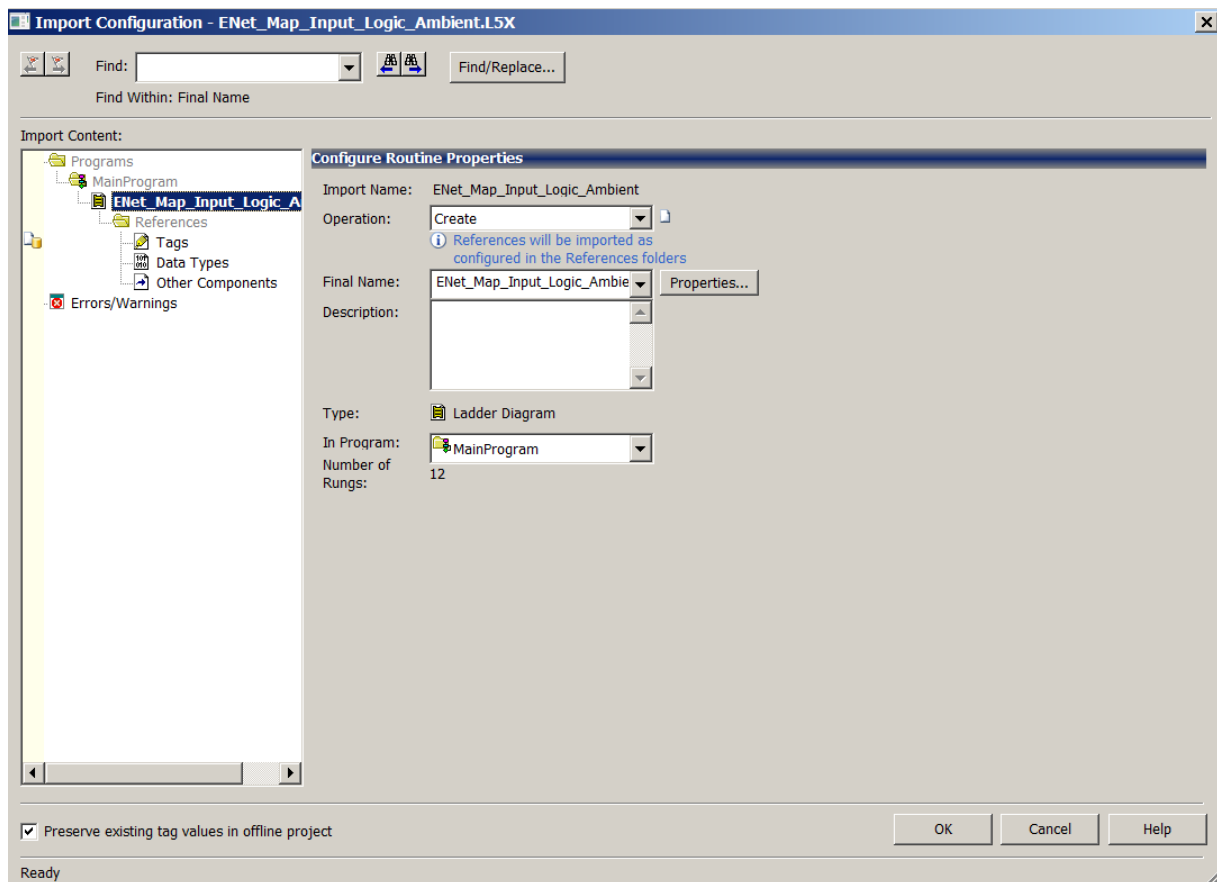 Import Configuration - ENet_Map_Input_Logic_Ambient.L5X
Find:
Find/Replace...
Find Within: Final Name
Import Content:
Programs
MainProgram
ENet_Map_Input_Logic_A
References
Tags
Data Types
Other Components
Errors/Warnings
Configure Routine Properties
Import Name: ENet_Map_Input_Logic_Ambient
Operation: Create
References will be imported as
configured in the References folders
Final Name: ENet_Map_Input_Logic_Ambie Properties...
Description:
Type: Ladder Diagram
In Program: MainProgram
Number of
Rungs: 12
Preserve existing tag values in offline project
OK Cancel Help
Ready